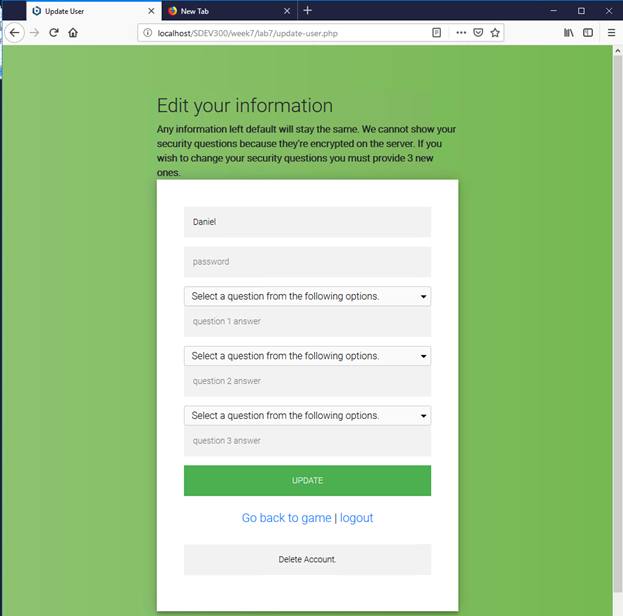 Update User
New Tab
localhost/SDEV300/week7/lab7/update-user.php
Edit your information
Any information left default will stay the same. We cannot show your
security questions because they're encrypted on the server. If you
wish to change your security questions you must provide 3 new
ones.
Daniel
password
Select a question from the following options.
question 1 answer
Select a question from the following options.
question 2 answer
Select a question from the following options.
question 3 answer
UPDATE
Go back to game | logout
Delete Account.